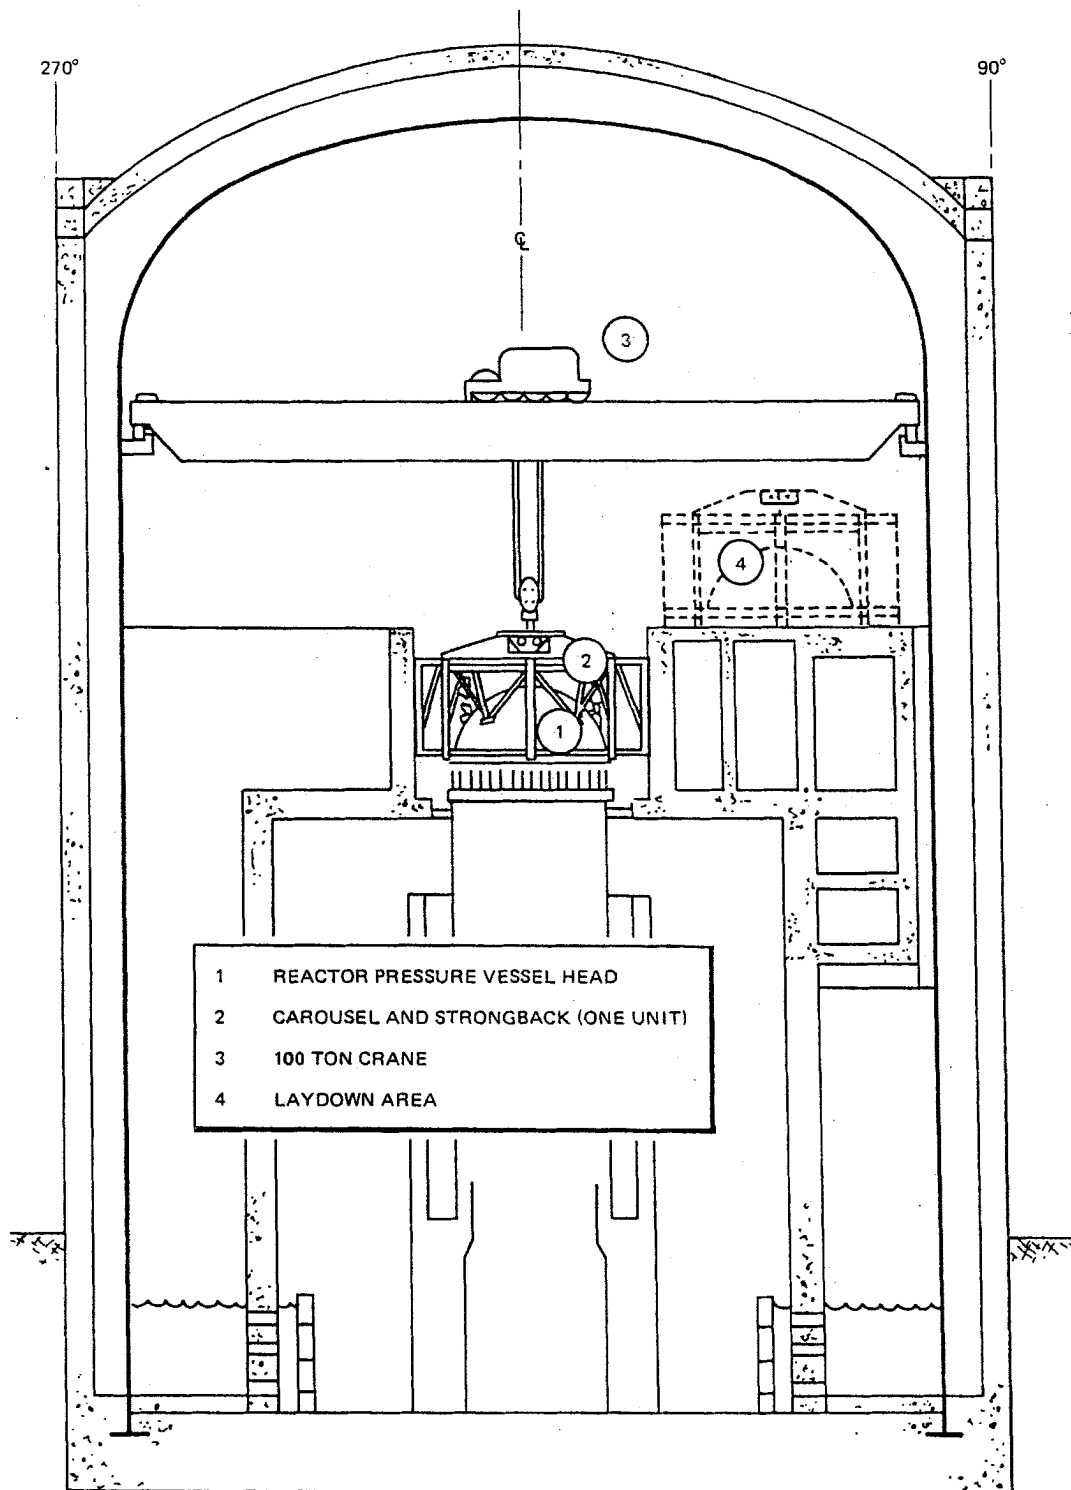 270°
90°
℄
3
4
2
1
1 REACTOR PRESSURE VESSEL HEAD
2 CAROUSEL AND STRONGBACK (ONE UNIT)
3 100 TON CRANE
4 LAYDOWN AREA